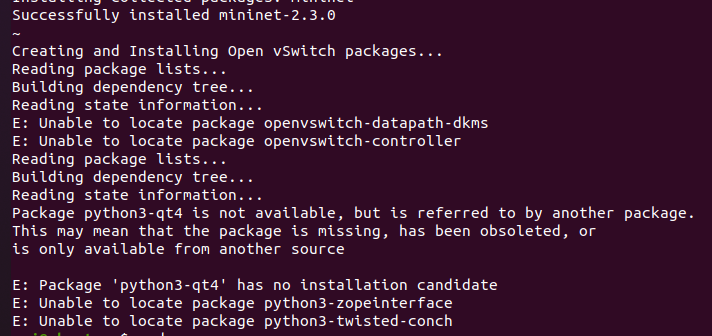 Successfully installed mininet-2.3.0
~
Creating and Installing Open vSwitch packages...
Reading package lists...
Building dependency tree...
Reading state information...
E: Unable to locate package openvswitch-datapath-dkms
E: Unable to locate package openvswitch-controller
Reading package lists...
Building dependency tree...
Reading state information...
Package python3-qt4 is not available, but is referred to by another package.
This may mean that the package is missing, has been obsoleted, or
is only available from another source

E: Package 'python3-qt4' has no installation candidate
E: Unable to locate package python3-zopeinterface
E: Unable to locate package python3-twisted-conch